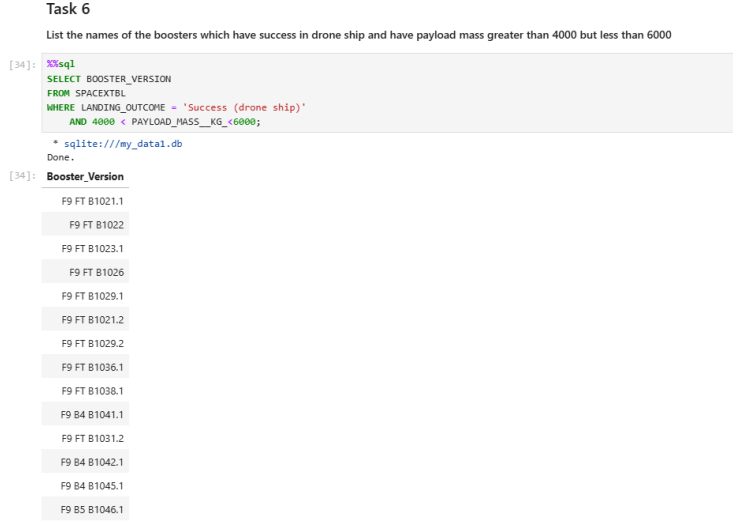 Task 6
List the names of the boosters which have success in drone ship and have payload mass greater than 4000 but less than 6000
[34]: %%sql
SELECT BOOSTER_VERSION
FROM SPACEXTBL
WHERE LANDING_OUTCOME = 'Success (drone ship)'
AND 4000 < PAYLOAD_MASS__KG_<6000;
* sqlite:///my_data1.db
Done.
[34]: Booster_Version
F9 FT B1021.1
F9 FT B1022
F9 FT B1023.1
F9 FT B1026
F9 FT B1029.1
F9 FT B1021.2
F9 FT B1029.2
F9 FT B1036.1
F9 FT B1038.1
F9 B4 B1041.1
F9 FT B1031.2
F9 B4 B1042.1
F9 B4 B1045.1
F9 B5 B1046.1